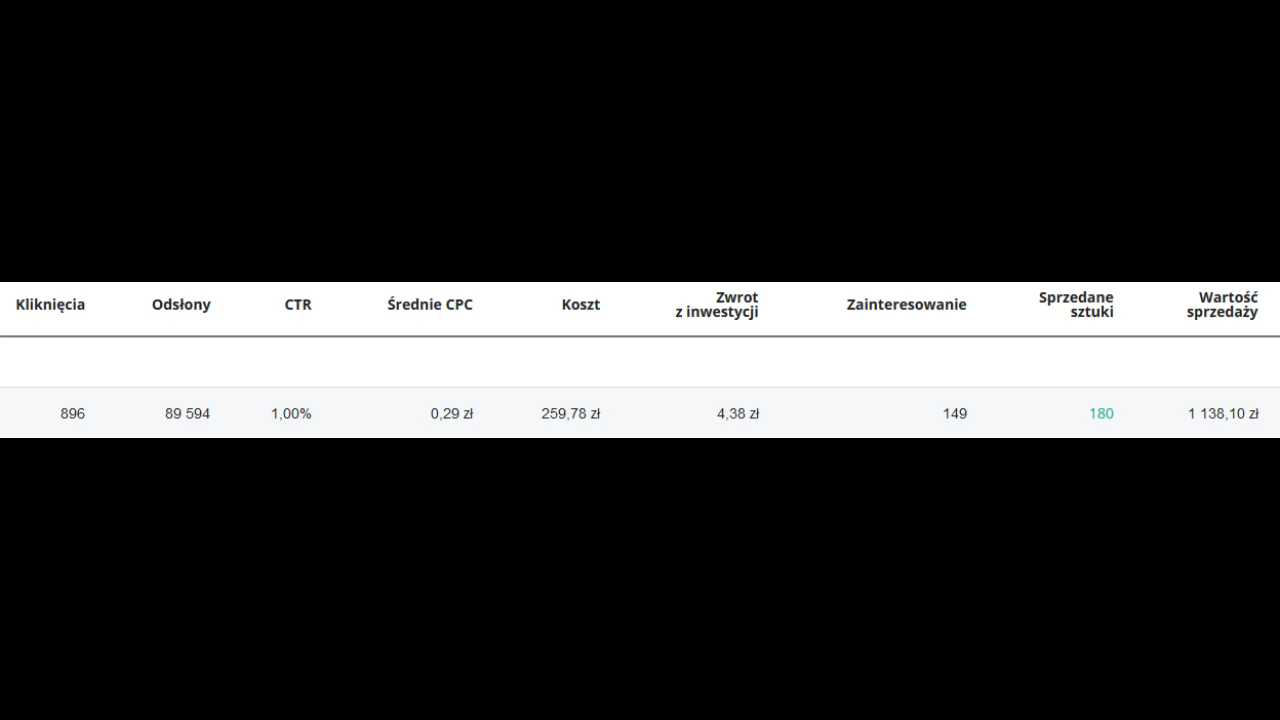 Kliknięcia Odsłony CTR Średnie CPC Koszt Zwrot z inwestycji Zainteresowanie Sprzedane sztuki Wartość sprzedaży
896 89 594 1,00% 0,29 zł 259,78 zł 4,38 zł 149 180 1 138,10 zł